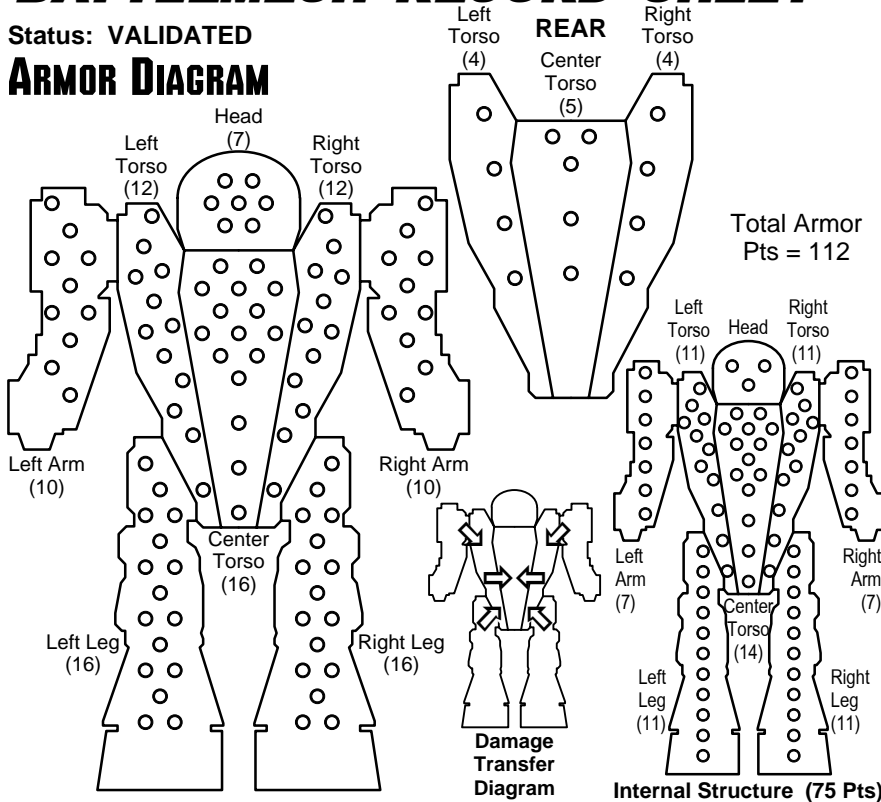 BATTLEMECH RECORD SHEET
Status: VALIDATED
ARMOR DIAGRAM
Head
(7)
Left
Torso
(12)
Right
Torso
(12)
Left Arm
(10)
Right Arm
(10)
Center
Torso
(16)
Left Leg
(16)
Right Leg
(16)
REAR
Left
Torso
(4)
Center
Torso
(5)
Right
Torso
(4)
Total Armor
Pts = 112
Left
Torso
(11)
Head
Right
Torso
(11)
Left
Arm
(7)
Right
Arm
(7)
Center
Torso
(14)
Left
Leg
(11)
Right
Leg
(11)
Damage
Transfer
Diagram
Internal Structure (75 Pts)